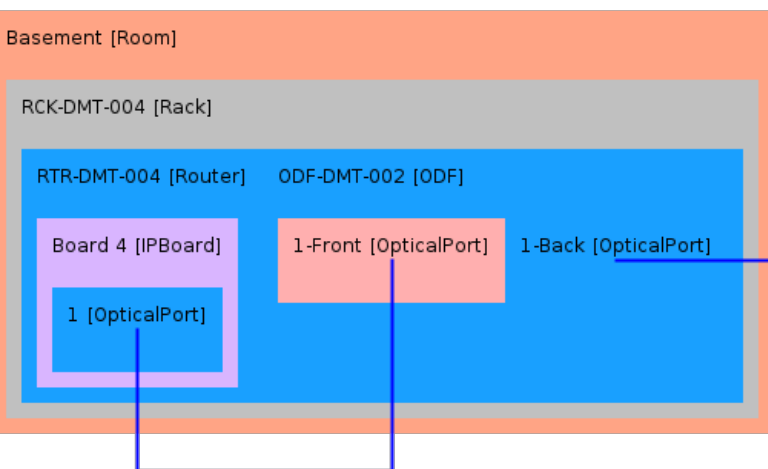 Basement [Room]
RCK-DMT-004 [Rack]
RTR-DMT-004 [Router] ODF-DMT-002 [ODF]
Board 4 [IPBoard] 1-Front [OpticalPort] 1-Back [OpticalPort]
1 [OpticalPort]